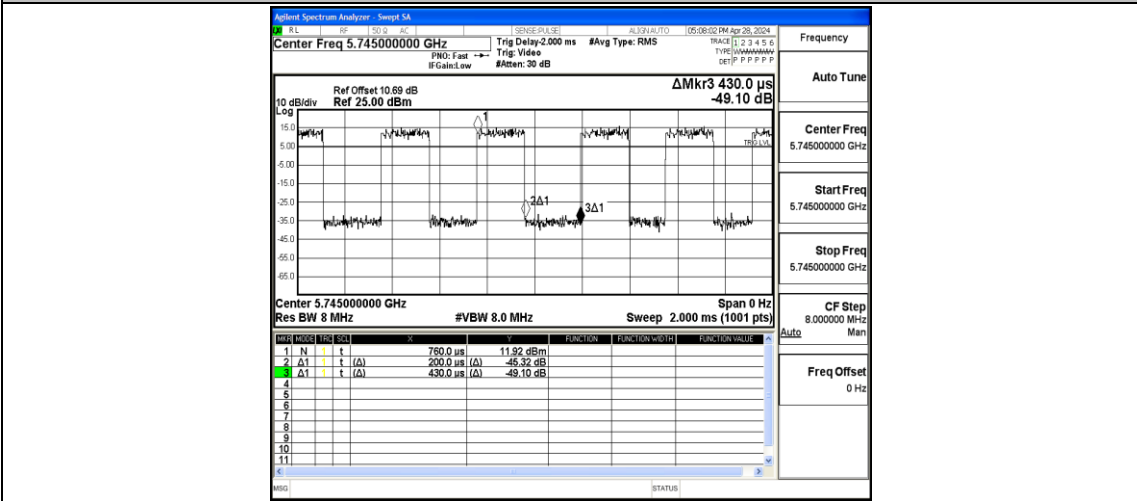 Agilent Spectrum Analyzer - Swept SA
RL RF 50 Ω AC SENSE:PULSE ALIGN AUTO 05:08:02 PM Apr 28, 2024
Center Freq 5.745000000 GHz
PNO: Fast
IFGain:Low
Trig Delay-2.000 ms
Trig: Video
#Atten: 30 dB
#Avg Type: RMS
TRACE 1 2 3 4 5 6
TYPE WWWWWW
DET P P P P P P
ΔMkr3 430.0 µs
-49.10 dB
Ref Offset 10.69 dB
10 dB/div Ref 25.00 dBm
Log
15.0
5.00
-5.00
-15.0
-25.0
-35.0
-45.0
-55.0
-65.0
1
2Δ1
3Δ1
TRIG LVL
Center 5.745000000 GHz Span 0 Hz
Res BW 8 MHz #VBW 8.0 MHz Sweep 2.000 ms (1001 pts)
MKR MODE TRC SCL X Y FUNCTION FUNCTION WIDTH FUNCTION VALUE
1 N 1 t 760.0 µs 11.92 dBm
2 Δ1 1 t (Δ) 200.0 µs (Δ) -45.32 dB
3 Δ1 1 t (Δ) 430.0 µs (Δ) -49.10 dB
4
5
6
7
8
9
10
11
MSG STATUS
Frequency
Auto Tune
Center Freq
5.745000000 GHz
Start Freq
5.745000000 GHz
Stop Freq
5.745000000 GHz
CF Step
8.000000 MHz
Auto Man
Freq Offset
0 Hz